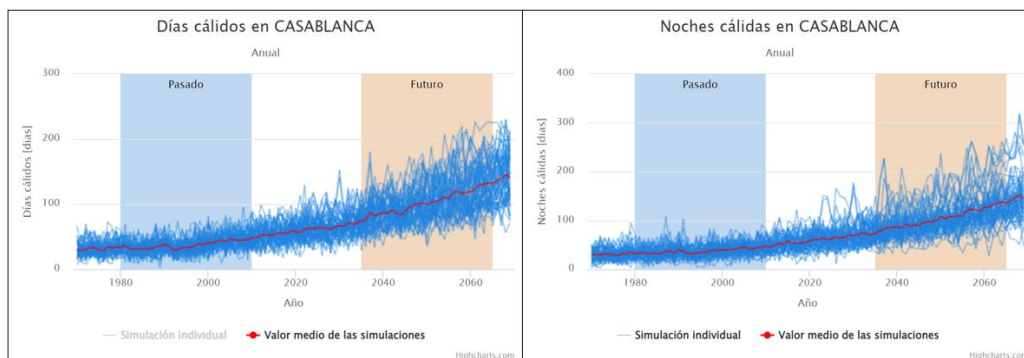 Días cálidos en CASABLANCA
Anual
300
200
100
0
Días cálidos [días]
Pasado
Futuro
1980
2000
2020
2040
2060
Año
Simulación individual
Valor medio de las simulaciones
Highcharts.com
Noches cálidas en CASABLANCA
Anual
400
300
200
100
0
Noches cálidas [días]
Pasado
Futuro
1980
2000
2020
2040
2060
Año
Simulación individual
Valor medio de las simulaciones
Highcharts.com